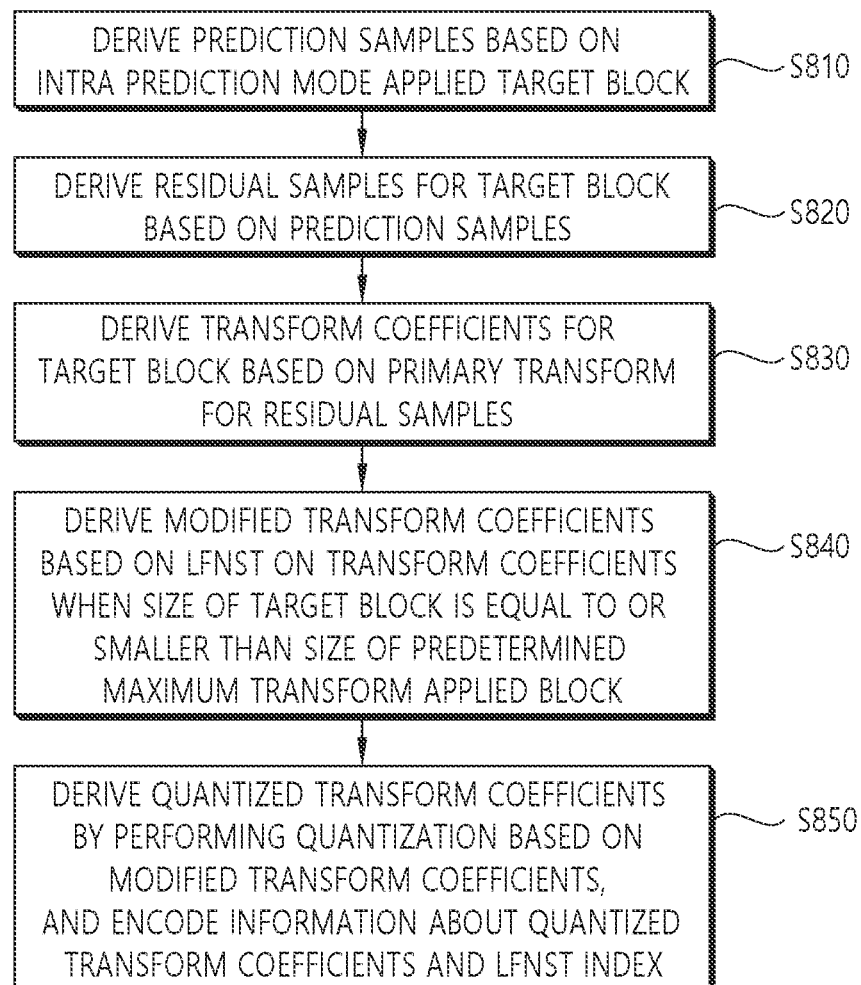 DERIVE PREDICTION SAMPLES BASED ON
INTRA PREDICTION MODE APPLIED TARGET BLOCK
S810
DERIVE RESIDUAL SAMPLES FOR TARGET BLOCK
BASED ON PREDICTION SAMPLES
S820
DERIVE TRANSFORM COEFFICIENTS FOR
TARGET BLOCK BASED ON PRIMARY TRANSFORM
FOR RESIDUAL SAMPLES
S830
DERIVE MODIFIED TRANSFORM COEFFICIENTS
BASED ON LFNST ON TRANSFORM COEFFICIENTS
WHEN SIZE OF TARGET BLOCK IS EQUAL TO OR
SMALLER THAN SIZE OF PREDETERMINED
MAXIMUM TRANSFORM APPLIED BLOCK
S840
DERIVE QUANTIZED TRANSFORM COEFFICIENTS
BY PERFORMING QUANTIZATION BASED ON
MODIFIED TRANSFORM COEFFICIENTS,
AND ENCODE INFORMATION ABOUT QUANTIZED
TRANSFORM COEFFICIENTS AND LFNST INDEX
S850